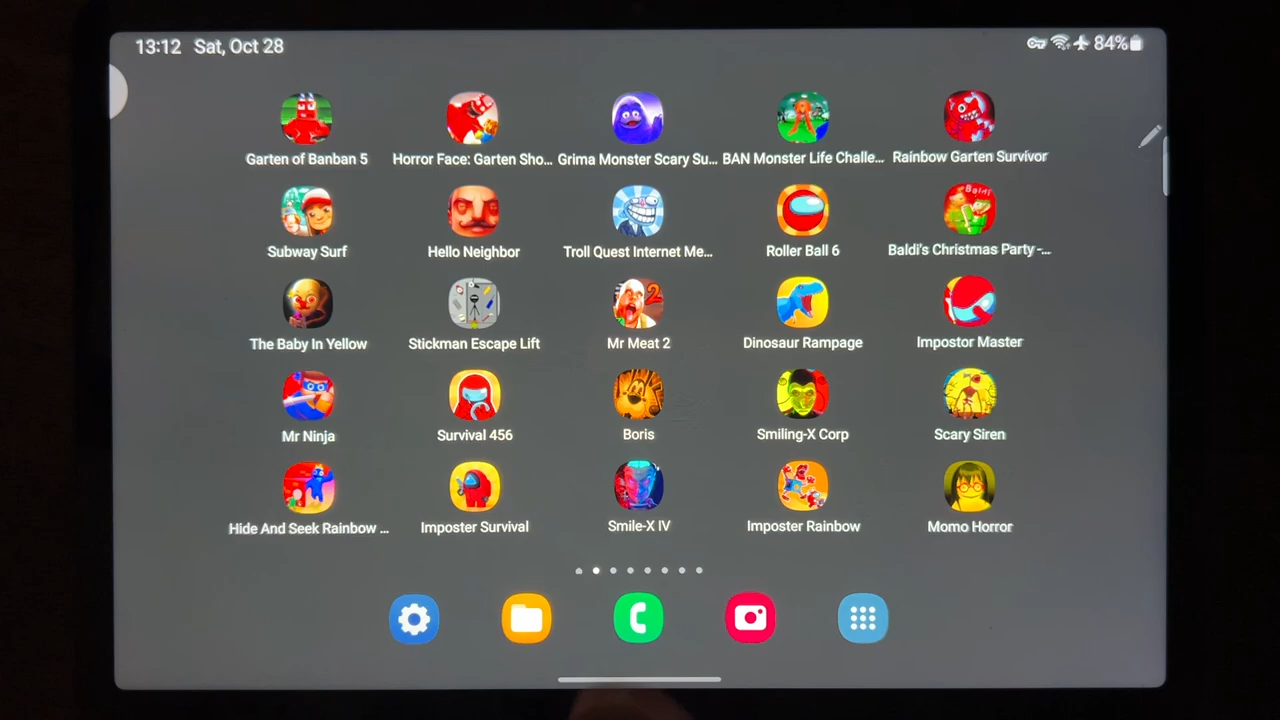 13:12 Sat, Oct 28
84%
Garten of Banban 5
Horror Face: Garten Sho...
Grima Monster Scary Su...
BAN Monster Life Challe...
Rainbow Garten Survivor
Subway Surf
Hello Neighbor
Troll Quest Internet Me...
Roller Ball 6
Baldi
Baldi's Christmas Party -...
The Baby In Yellow
Stickman Escape Lift
2
Mr Meat 2
Dinosaur Rampage
Impostor Master
Mr Ninja
Survival 456
Boris
Smiling-X Corp
Scary Siren
Hide And Seek Rainbow ...
Imposter Survival
Smile-X IV
Imposter Rainbow
Momo Horror